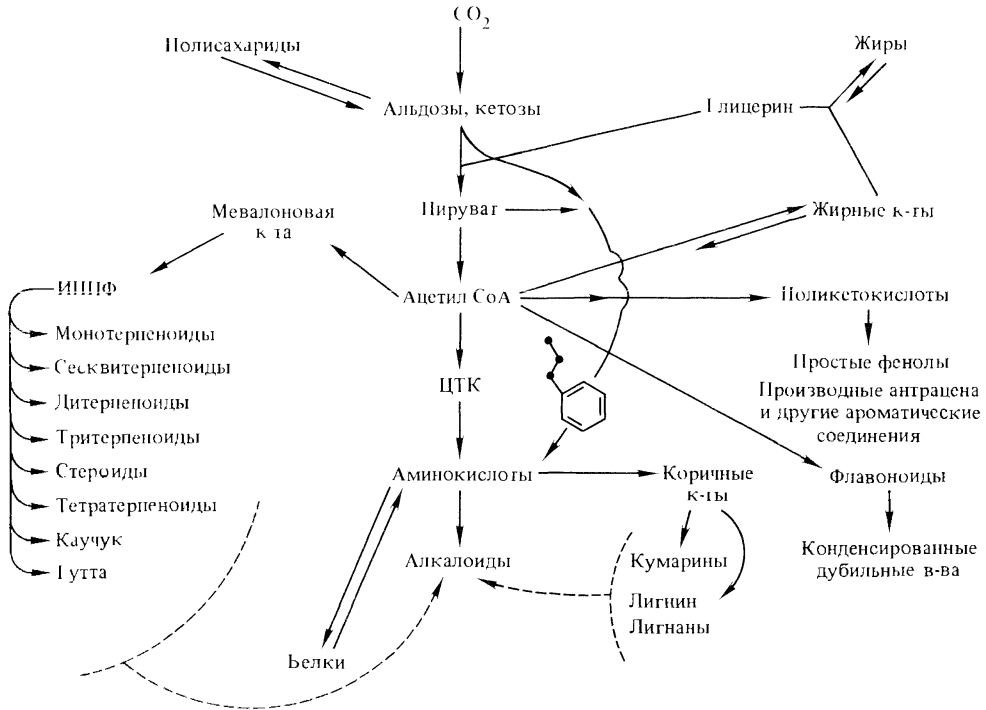 CO2
Полисахариды
Жиры
Альдозы, кетозы
Глицерин
Мевалоновая
к-та
Пируват
Жирные к-ты
ИППФ
Ацетил СоА
Поликетокислоты
Монотерпеноиды
Сесквитерпеноиды
Дитерпеноиды
Тритерпеноиды
Стероиды
Тетратерпеноиды
Каучук
Гутта
ЦТК
Простые фенолы
Производные антрацена
и другие ароматические
соединения
Аминокислоты
Коричные
к-ты
Флавоноиды
Алкалоиды
Кумарины
Конденсированные
дубильные в-ва
Лигнин
Лигнаны
Белки